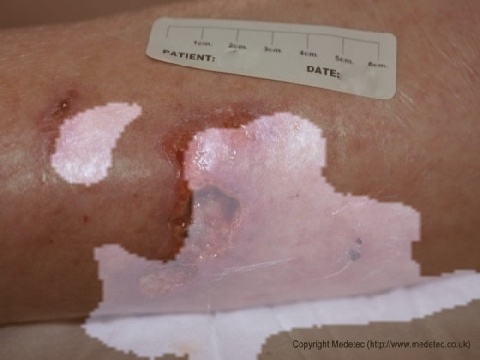 1cm. 2cm. 3cm. 4cm. 5cm. 6cm.
PATIENT: DATE:
Copyright Medetec (http://www.medetec.co.uk)